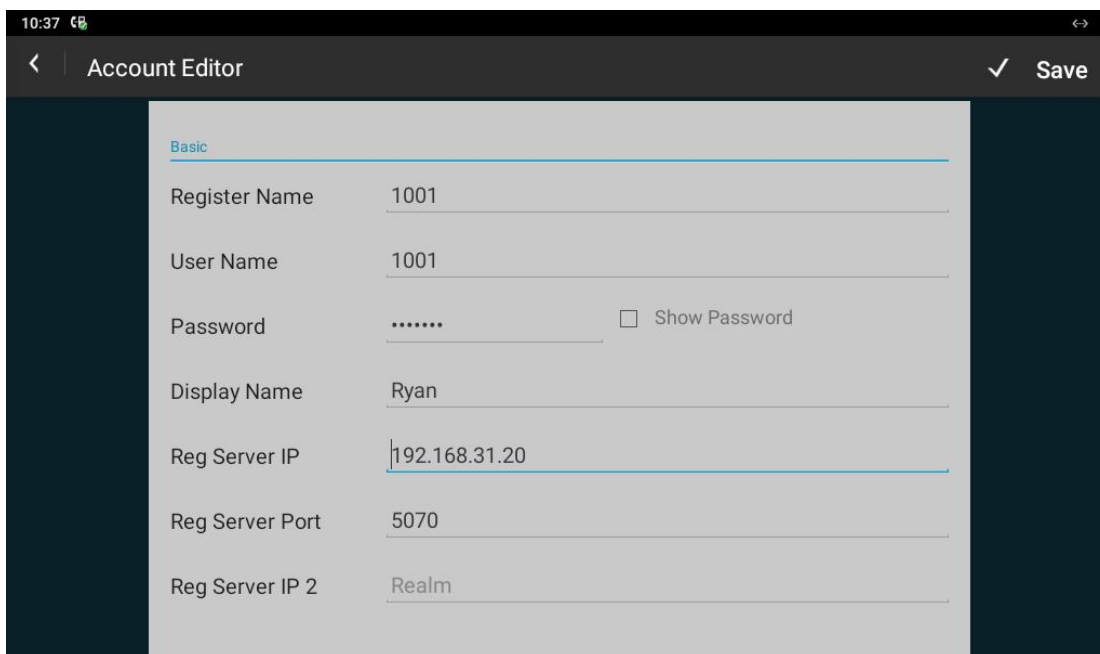 10:37
Account Editor
Save
Basic
Register Name 1001
User Name 1001
Password ••••••• Show Password
Display Name Ryan
Reg Server IP 192.168.31.20
Reg Server Port 5070
Reg Server IP 2 Realm